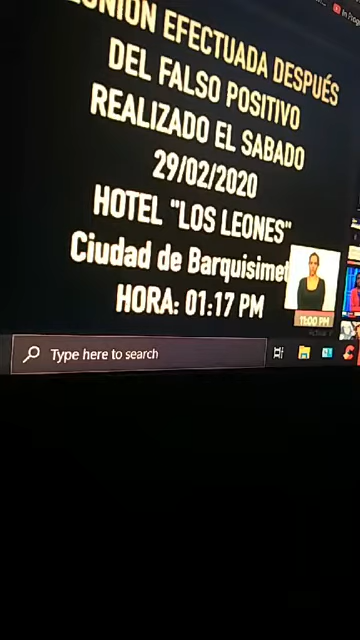 EFECTUADA DESPUÉS
DEL FALSO POSITIVO
REALIZADO EL SABADO
29/02/2020
HOTEL "LOS LEONES"
Ciudad de Barquisimet
HORA: 01:17 PM
11:00 PM
Type here to search